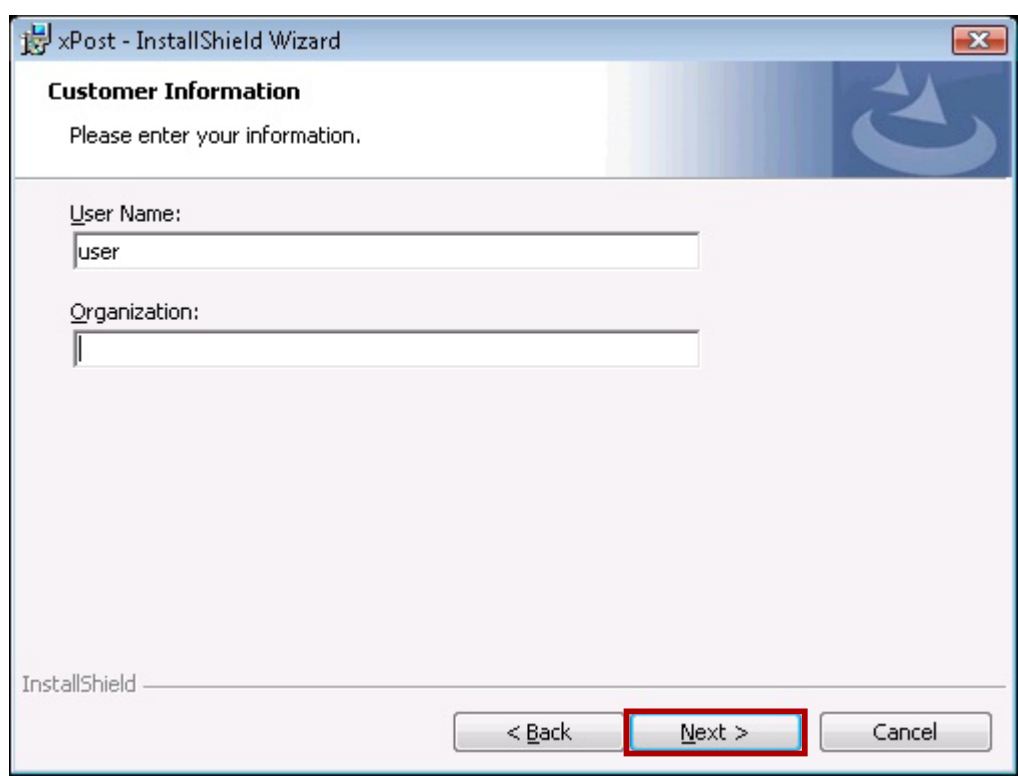 xPost - InstallShield Wizard
Customer Information
Please enter your information.
User Name:
user
Organization:
InstallShield
< Back Next > Cancel